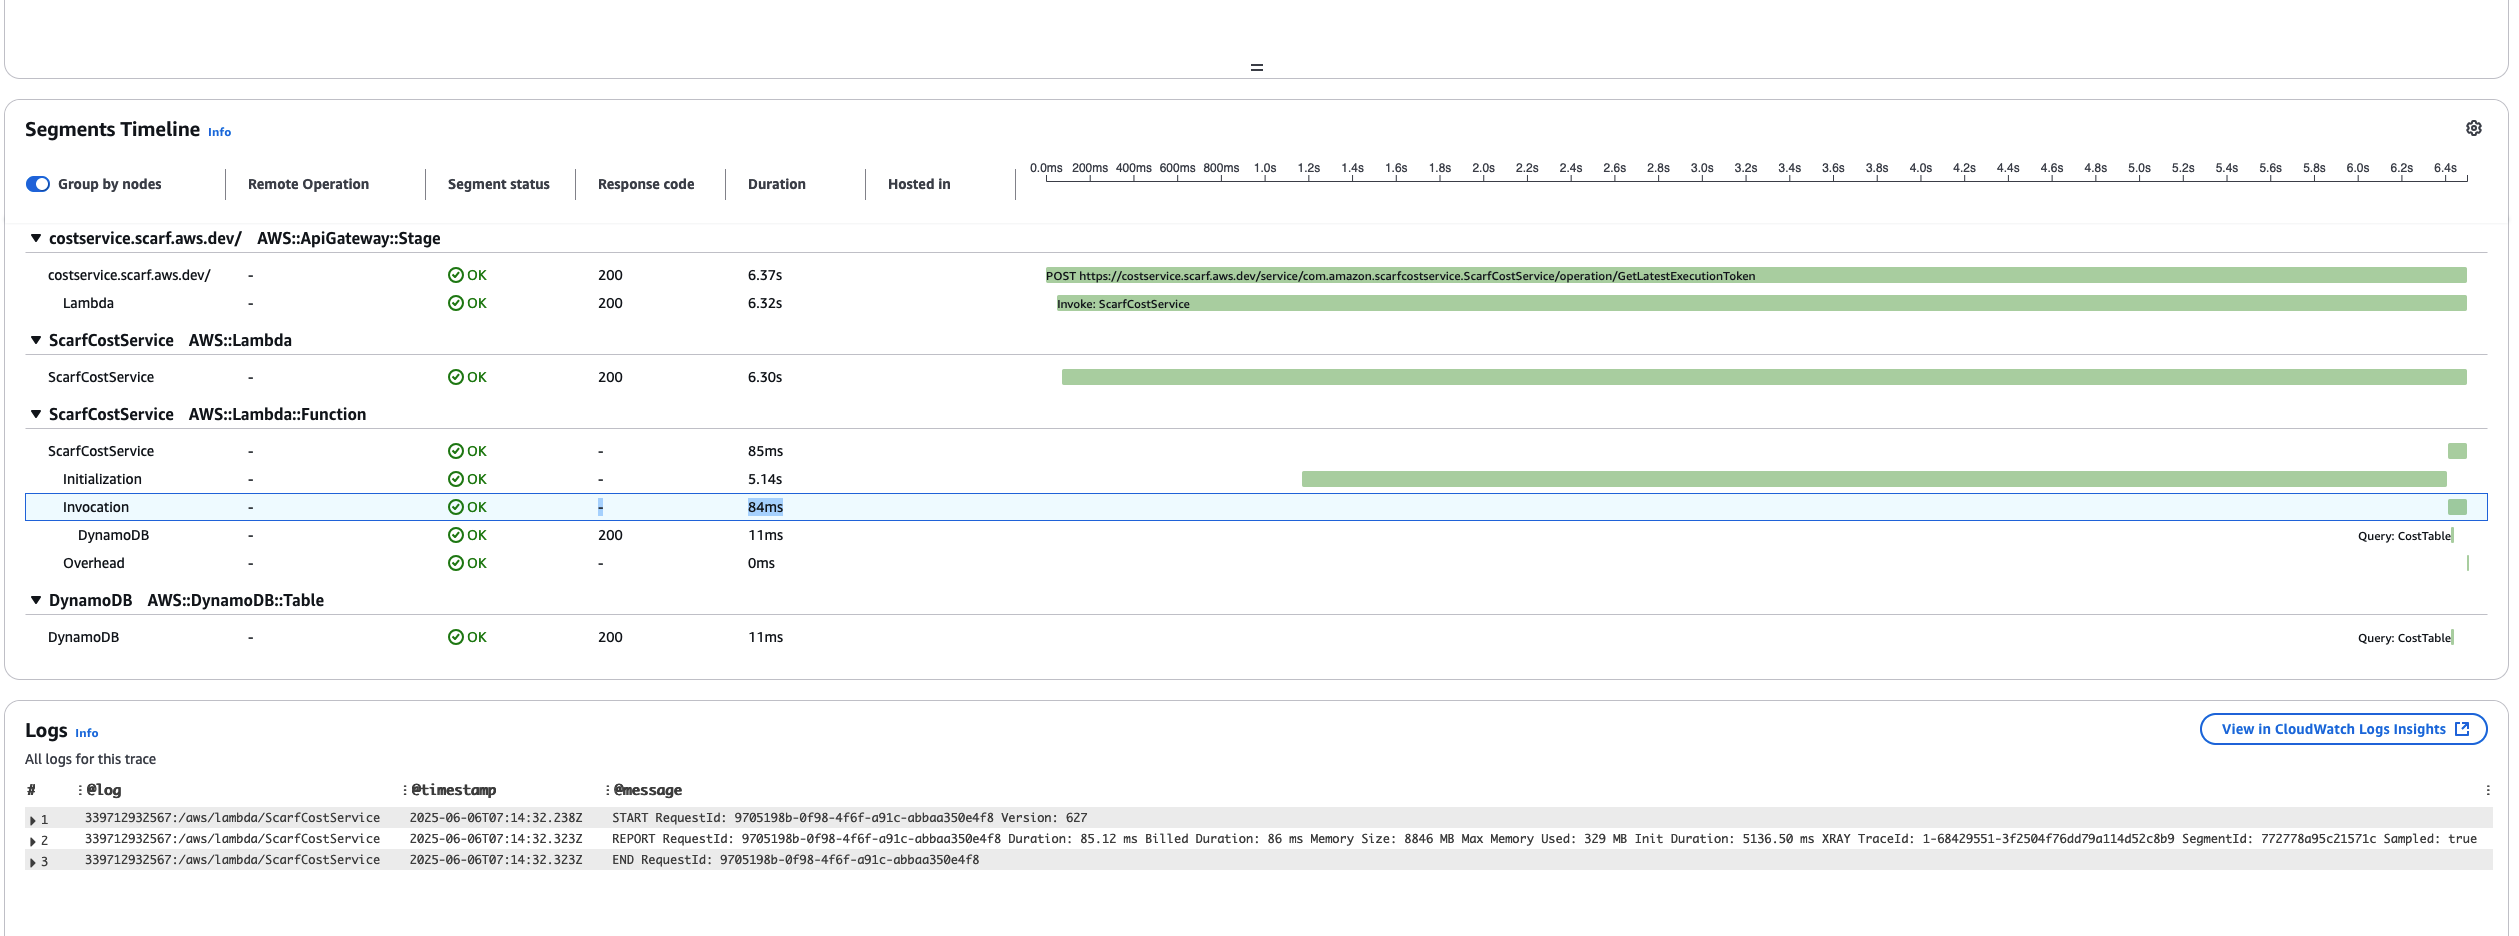 Segments Timeline Info
Group by nodes Remote Operation Segment status Response code Duration Hosted in 0.0ms 200ms 400ms 600ms 800ms 1.0s 1.2s 1.4s 1.6s 1.8s 2.0s 2.2s 2.4s 2.6s 2.8s 3.0s 3.2s 3.4s 3.6s 3.8s 4.0s 4.2s 4.4s 4.6s 4.8s 5.0s 5.2s 5.4s 5.6s 5.8s 6.0s 6.2s 6.4s
costservice.scarf.aws.dev/ AWS::ApiGateway::Stage
costservice.scarf.aws.dev/ - OK 200 6.37s POST https://costservice.scarf.aws.dev/service/com.amazon.scarfcostservice.ScarfCostService/operation/GetLatestExecutionToken
Lambda - OK 200 6.32s Invoke: ScarfCostService
ScarfCostService AWS::Lambda
ScarfCostService - OK 200 6.30s
ScarfCostService AWS::Lambda::Function
ScarfCostService - OK - 85ms
Initialization - OK - 5.14s
Invocation - OK - 84ms
DynamoDB - OK 200 11ms Query: CostTable
Overhead - OK - 0ms
DynamoDB AWS::DynamoDB::Table
DynamoDB - OK 200 11ms Query: CostTable
Logs Info
View in CloudWatch Logs Insights
All logs for this trace
# @log @timestamp @message
1 339712932567:/aws/lambda/ScarfCostService 2025-06-06T07:14:32.238Z START RequestId: 9705198b-0f98-4f6f-a91c-abbaa350e4f8 Version: 627
2 339712932567:/aws/lambda/ScarfCostService 2025-06-06T07:14:32.323Z REPORT RequestId: 9705198b-0f98-4f6f-a91c-abbaa350e4f8 Duration: 85.12 ms Billed Duration: 86 ms Memory Size: 8846 MB Max Memory Used: 329 MB Init Duration: 5136.50 ms XRAY TraceId: 1-68429551-3f2504f76dd79a114d52c8b9 SegmentId: 772778a95c21571c Sampled: true
3 339712932567:/aws/lambda/ScarfCostService 2025-06-06T07:14:32.323Z END RequestId: 9705198b-0f98-4f6f-a91c-abbaa350e4f8